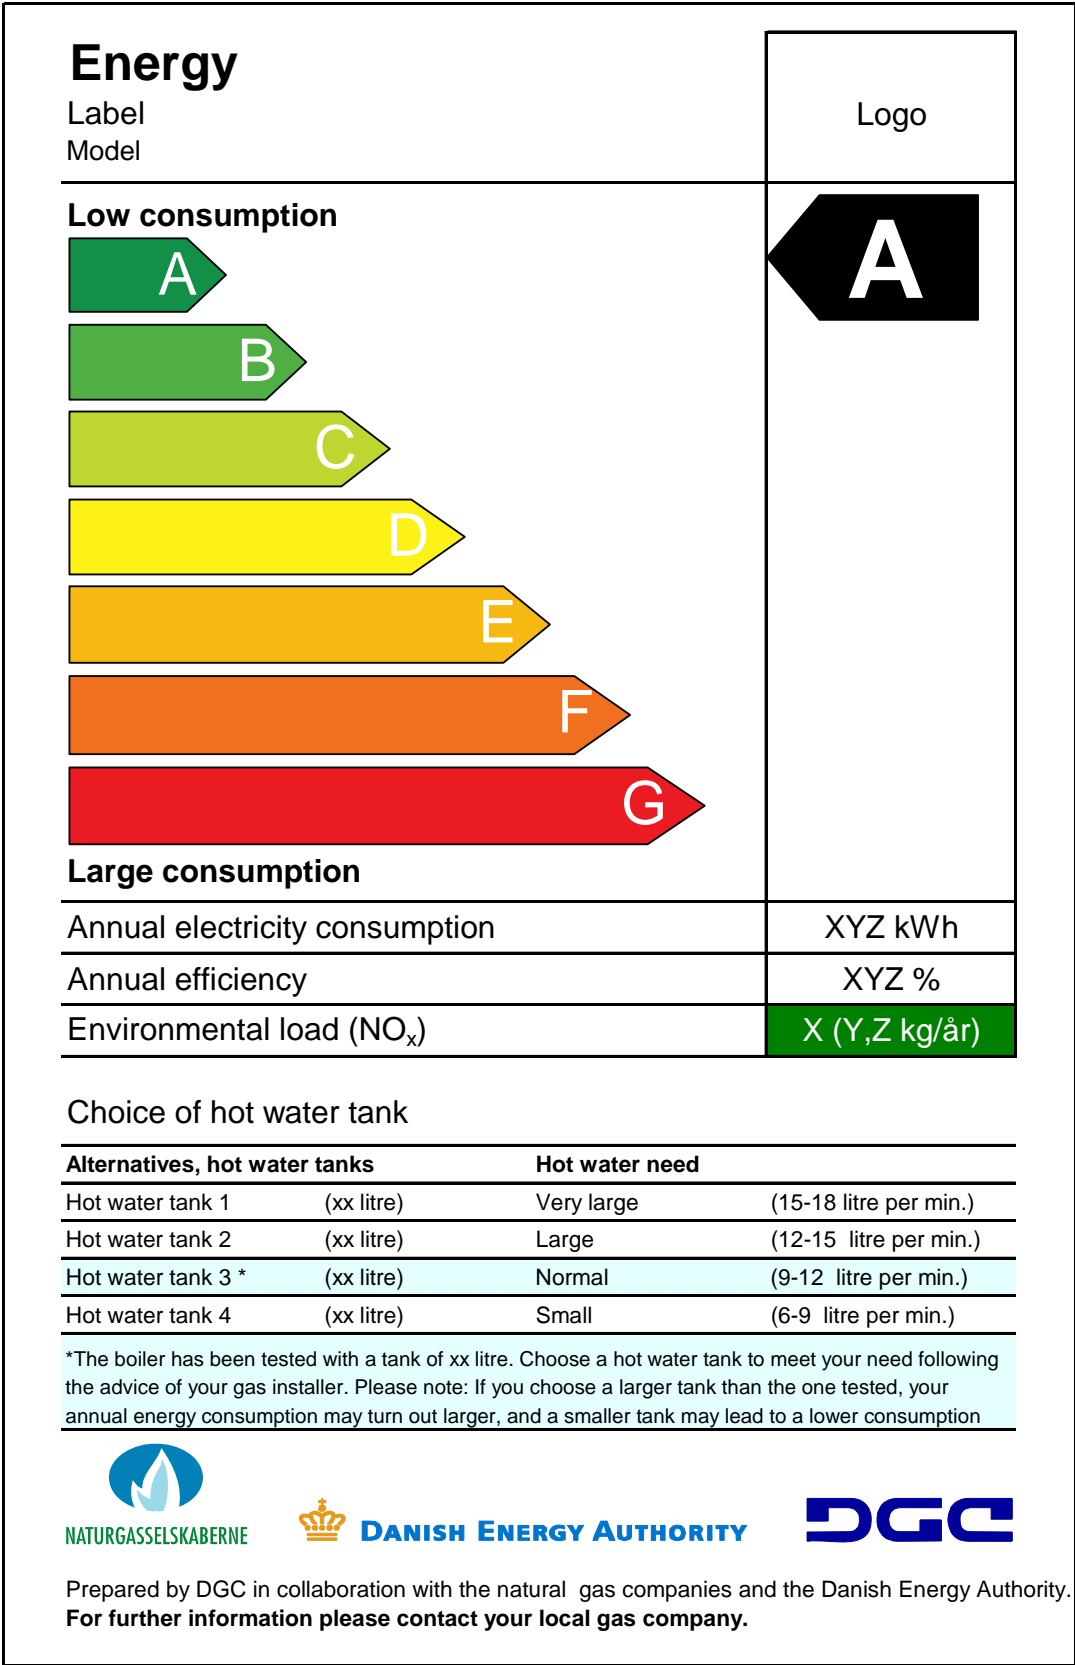 Energy
Label
Model
Logo
Low consumption
A
A
B
C
D
E
F
G
Large consumption
Annual electricity consumption XYZ kWh
Annual efficiency XYZ %
Environmental load (NOx) X (Y,Z kg/år)
Choice of hot water tank
Alternatives, hot water tanks Hot water need
Hot water tank 1 (xx litre) Very large (15-18 litre per min.)
Hot water tank 2 (xx litre) Large (12-15 litre per min.)
Hot water tank 3 * (xx litre) Normal (9-12 litre per min.)
Hot water tank 4 (xx litre) Small (6-9 litre per min.)
*The boiler has been tested with a tank of xx litre. Choose a hot water tank to meet your need following
the advice of your gas installer. Please note: If you choose a larger tank than the one tested, your
annual energy consumption may turn out larger, and a smaller tank may lead to a lower consumption
NATURGASSELSKABERNE
DANISH ENERGY AUTHORITY
DGC
Prepared by DGC in collaboration with the natural gas companies and the Danish Energy Authority.
For further information please contact your local gas company.